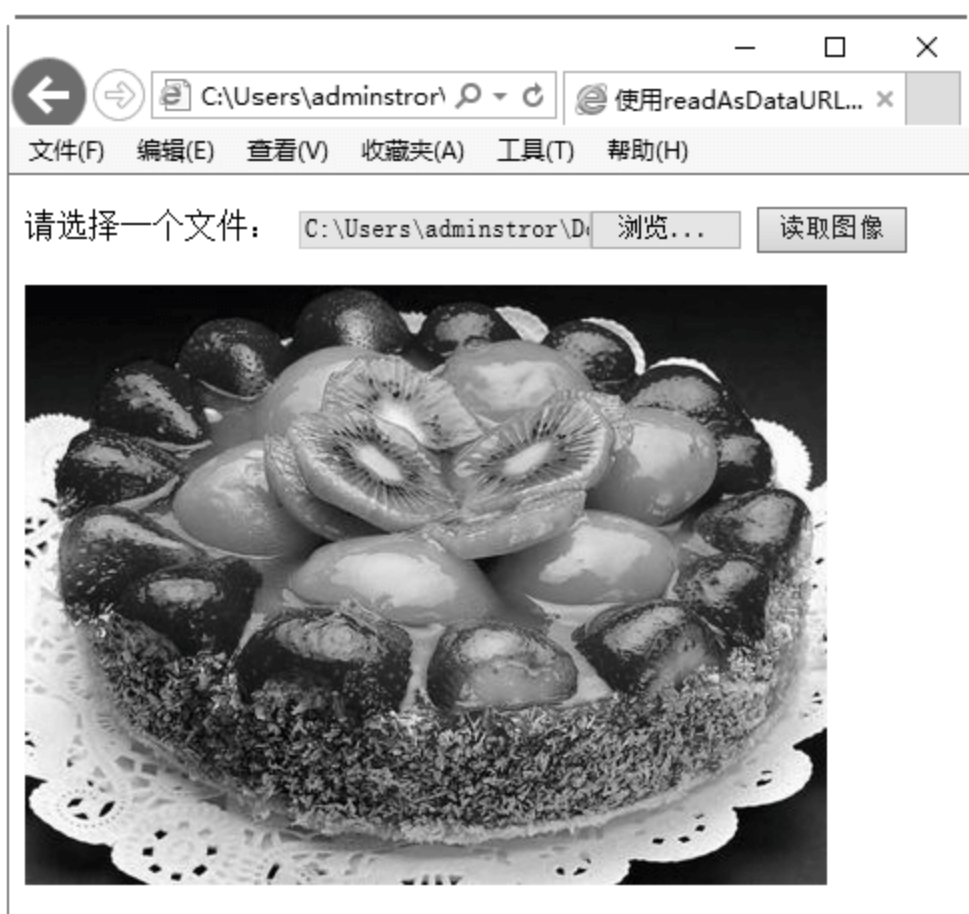 C:\Users\adminstror\ 使用readAsDataURL...
文件(F) 编辑(E) 查看(V) 收藏夹(A) 工具(T) 帮助(H)
请选择一个文件： C:\Users\adminstror\D 浏览... 读取图像